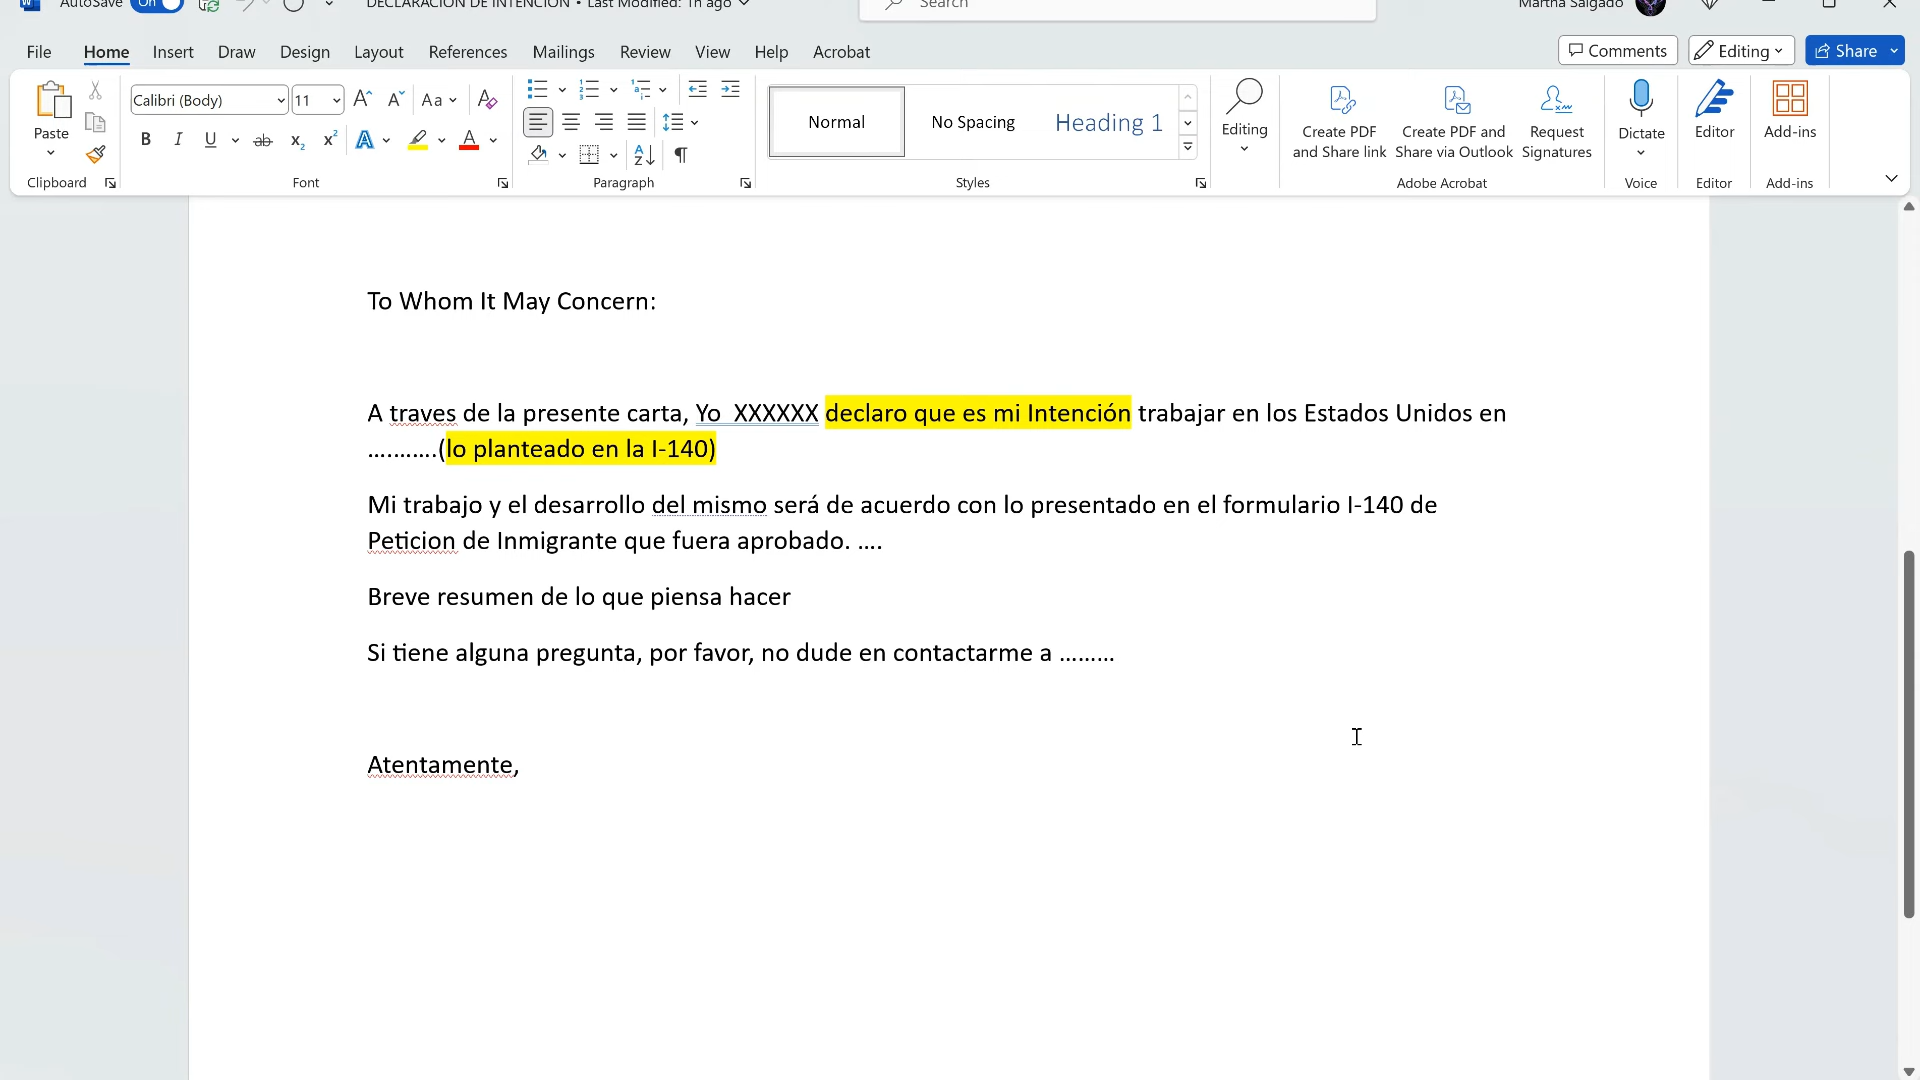 AutoSave On DECLARACION DE INTENCION • Last Modified: 1h ago Search Martha Salgado
File Home Insert Draw Design Layout References Mailings Review View Help Acrobat Comments Editing Share
Paste Calibri (Body) 11 Aa Normal No Spacing Heading 1 Editing Create PDF and Share link Create PDF and Share via Outlook Request Signatures Dictate Editor Add-ins
Clipboard Font Paragraph Styles Adobe Acrobat Voice Editor Add-ins
To Whom It May Concern:
A traves de la presente carta, Yo XXXXXX declaro que es mi Intención trabajar en los Estados Unidos en
...........(lo planteado en la I-140)
Mi trabajo y el desarrollo del mismo será de acuerdo con lo presentado en el formulario I-140 de
Peticion de Inmigrante que fuera aprobado. ....
Breve resumen de lo que piensa hacer
Si tiene alguna pregunta, por favor, no dude en contactarme a .........
Atentamente,